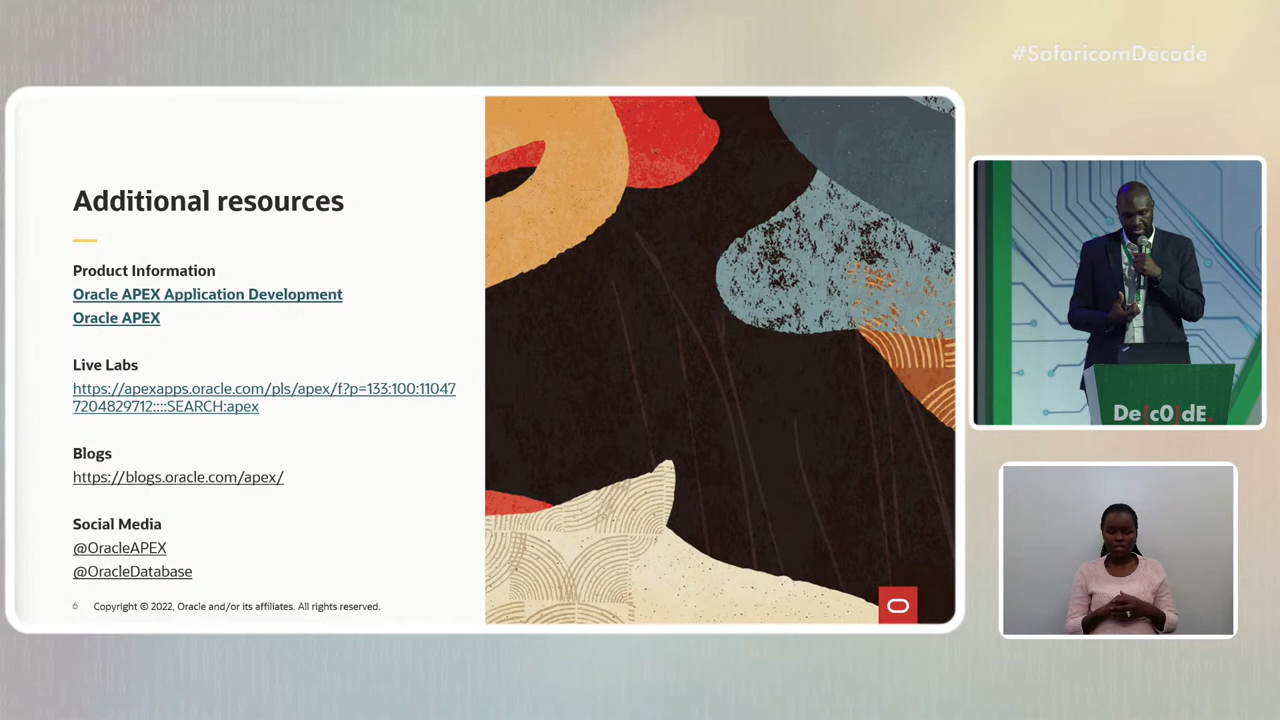 #SafaricomDecode
Additional resources
Product Information
Oracle APEX Application Development
Oracle APEX
Live Labs
https://apexapps.oracle.com/pls/apex/f?p=133:100:11047
7204829712::::SEARCH:apex
Blogs
https://blogs.oracle.com/apex/
Social Media
@OracleAPEX
@OracleDatabase
6 Copyright © 2022, Oracle and/or its affiliates. All rights reserved.
De/c0/dE.